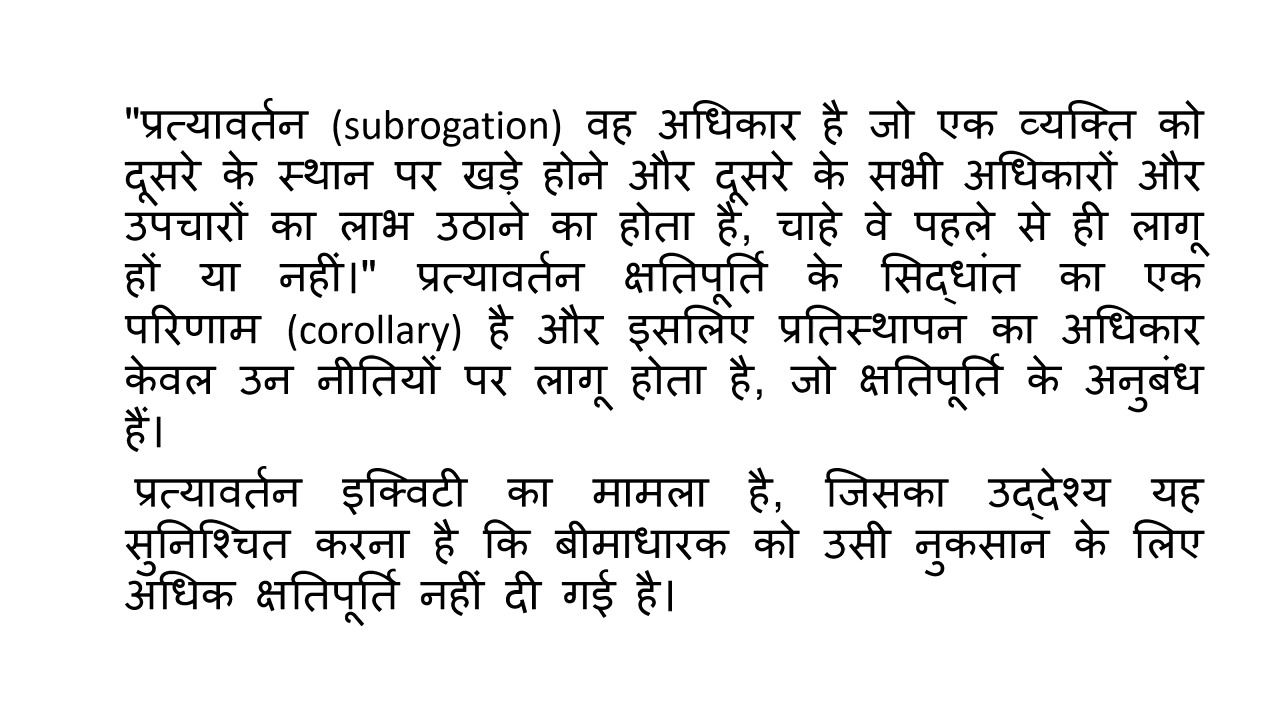 "प्रत्यावर्तन (subrogation) वह अधिकार है जो एक व्यक्ति को
दूसरे के स्थान पर खड़े होने और दूसरे के सभी अधिकारों और
उपचारों का लाभ उठाने का होता है, चाहे वे पहले से ही लागू
हों या नहीं।" प्रत्यावर्तन क्षतिपूर्ति के सिद्धांत का एक
परिणाम (corollary) है और इसलिए प्रतिस्थापन का अधिकार
केवल उन नीतियों पर लागू होता है, जो क्षतिपूर्ति के अनुबंध
हैं।
प्रत्यावर्तन इक्विटी का मामला है, जिसका उद्देश्य यह
सुनिश्चित करना है कि बीमाधारक को उसी नुकसान के लिए
अधिक क्षतिपूर्ति नहीं दी गई है।